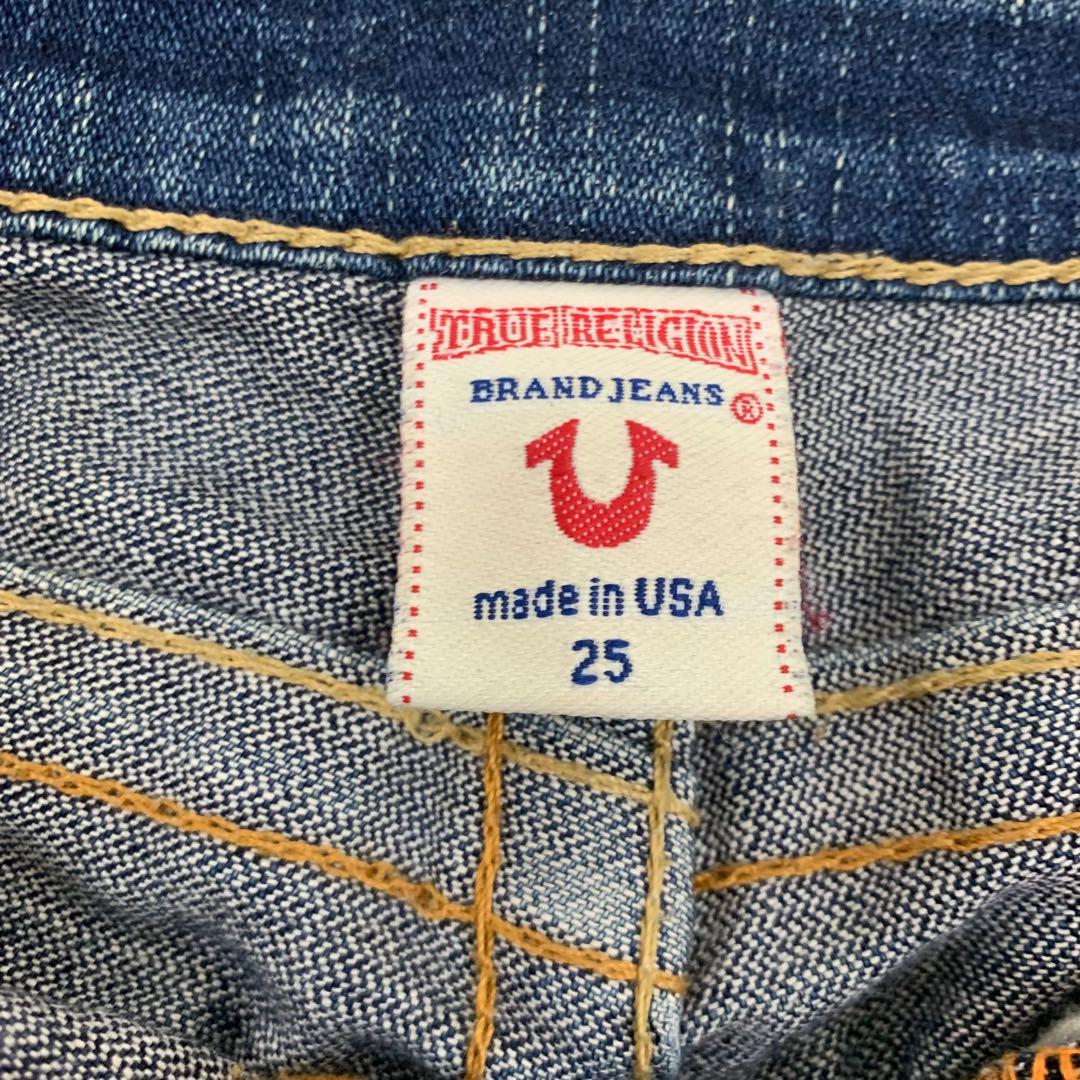 TRUE RELIGION
BRAND JEANS ®
made in USA
25